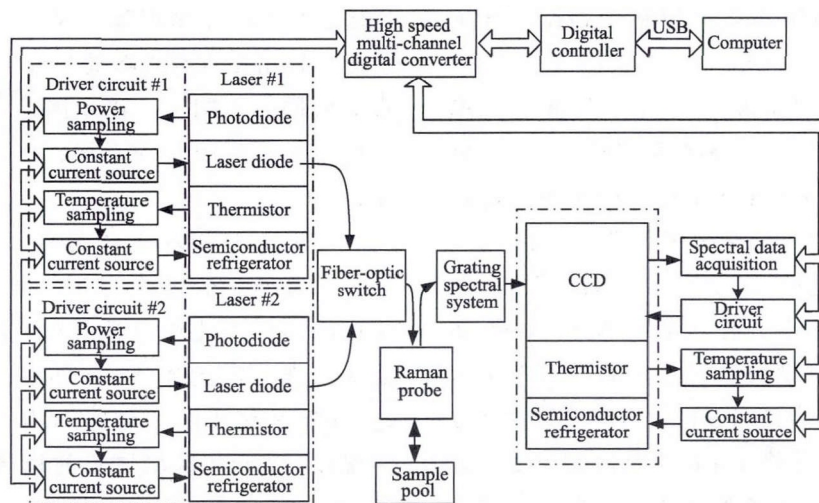 High speed
multi-channel
digital converter
Digital
controller
USB
Computer
Driver circuit #1
Laser #1
Power
sampling
Photodiode
Constant
current source
Laser diode
Temperature
sampling
Thermistor
Constant
current source
Semiconductor
refrigerator
Driver circuit #2
Laser #2
Power
sampling
Photodiode
Constant
current source
Laser diode
Temperature
sampling
Thermistor
Constant
current source
Semiconductor
refrigerator
Fiber-optic
switch
Grating
spectral
system
Raman
probe
Sample
pool
CCD
Thermistor
Semiconductor
refrigerator
Spectral data
acquisition
Driver
circuit
Temperature
sampling
Constant
current source